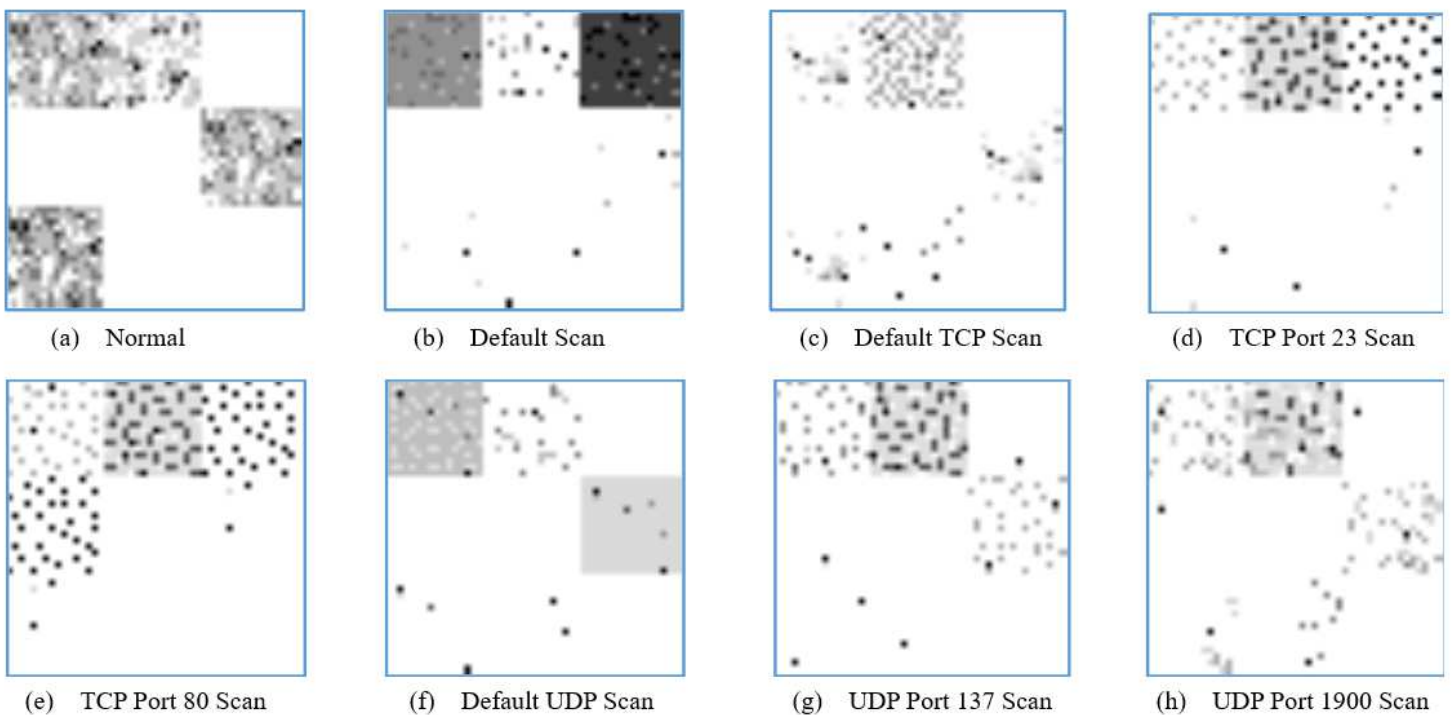 (a) Normal
(b) Default Scan
(c) Default TCP Scan
(d) TCP Port 23 Scan
(e) TCP Port 80 Scan
(f) Default UDP Scan
(g) UDP Port 137 Scan
(h) UDP Port 1900 Scan